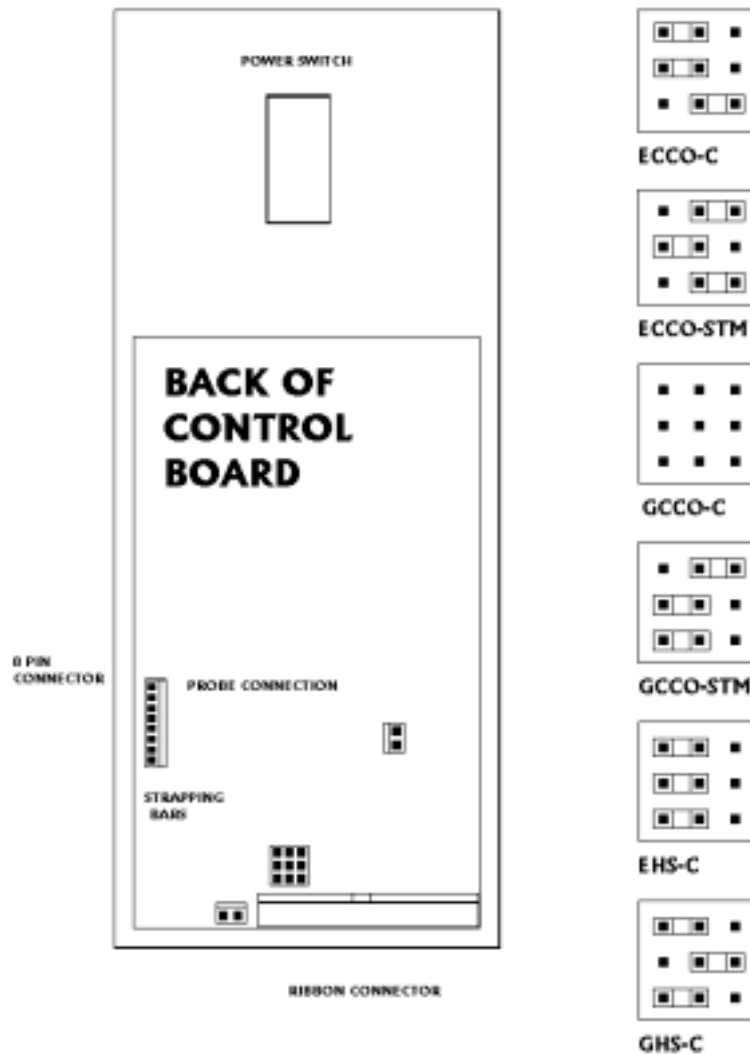 POWER SWITCH
BACK OF
CONTROL
BOARD
8 PIN
CONNECTOR
PROBE CONNECTION
STRAPPING
BARS
RIBBON CONNECTOR
ECCO-C
ECCO-STM
GCCO-C
GCCO-STM
EHS-C
GHS-C